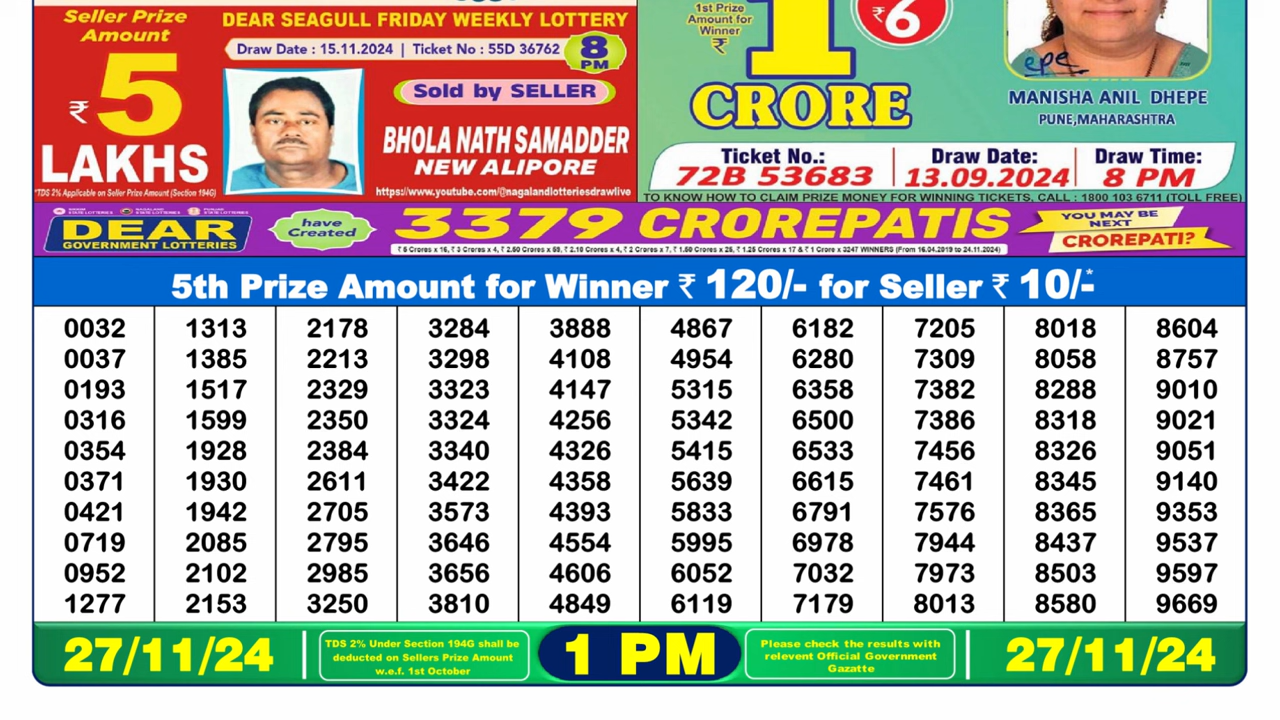 Seller Prize
Amount
₹5
LAKHS
*TDS 2% Applicable on Seller Prize Amount (Section 194G)
DEAR SEAGULL FRIDAY WEEKLY LOTTERY
Draw Date : 15.11.2024 | Ticket No : 55D 36762
8
PM
Sold by SELLER
BHOLA NATH SAMADDER
NEW ALIPORE
https://www.youtube.com/@nagalandlotteriesdrawlive
1st Prize
Amount for
Winner
₹
1
CRORE
₹6
MANISHA ANIL DHEPE
PUNE,MAHARASHTRA
Ticket No.: Draw Date: Draw Time:
72B 53683 13.09.2024 8 PM
TO KNOW HOW TO CLAIM PRIZE MONEY FOR WINNING TICKETS, CALL : 1800 103 6711 (TOLL FREE)
DEAR
GOVERNMENT LOTTERIES
have
Created
3379 CROREPATIS
YOU MAY BE
NEXT
CROREPATI?
5th Prize Amount for Winner ₹ 120/- for Seller ₹ 10/-*
0032 1313 2178 3284 3888 4867 6182 7205 8018 8604
0037 1385 2213 3298 4108 4954 6280 7309 8058 8757
0193 1517 2329 3323 4147 5315 6358 7382 8288 9010
0316 1599 2350 3324 4256 5342 6500 7386 8318 9021
0354 1928 2384 3340 4326 5415 6533 7456 8326 9051
0371 1930 2611 3422 4358 5639 6615 7461 8345 9140
0421 1942 2705 3573 4393 5833 6791 7576 8365 9353
0719 2085 2795 3646 4554 5995 6978 7944 8437 9537
0952 2102 2985 3656 4606 6052 7032 7973 8503 9597
1277 2153 3250 3810 4849 6119 7179 8013 8580 9669
27/11/24
TDS 2% Under Section 194G shall be
deducted on Sellers Prize Amount
w.e.f. 1st October
1 PM
Please check the results with
relevent Official Government
Gazatte
27/11/24